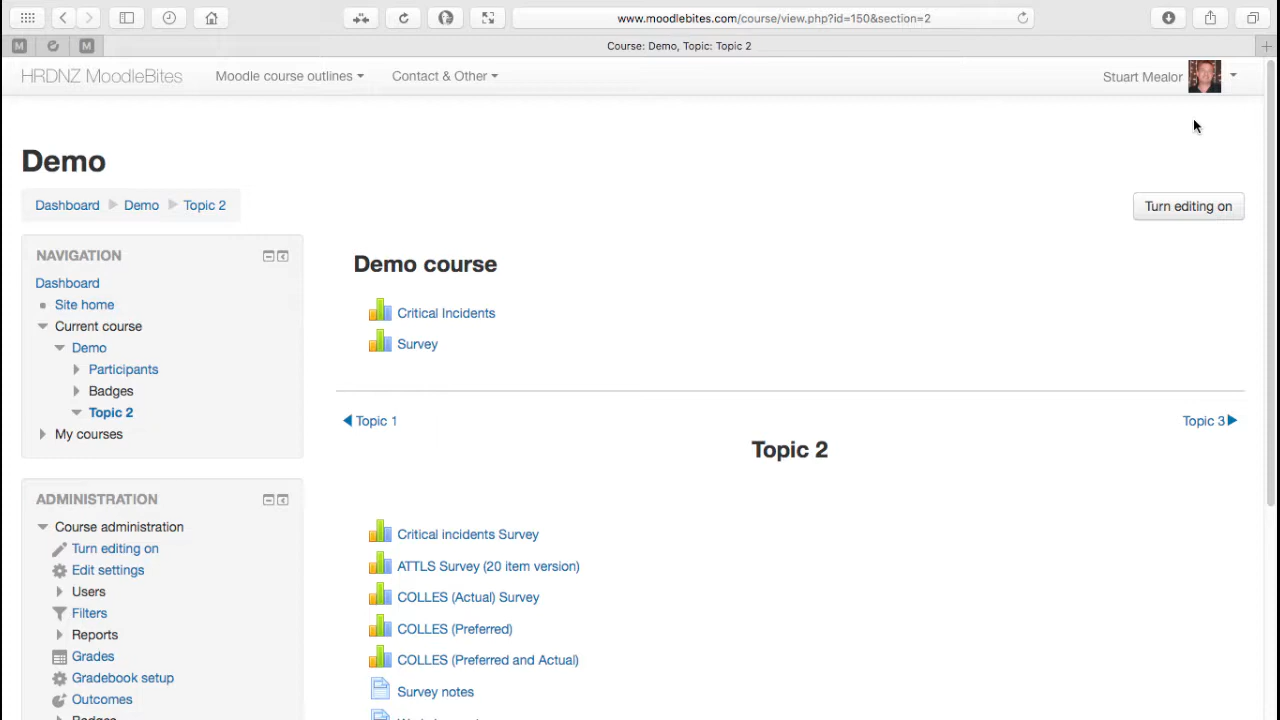 www.moodlebites.com/course/view.php?id=150&section=2
M M
Course: Demo, Topic: Topic 2
HRDNZ MoodleBites Moodle course outlines Contact & Other Stuart Mealor
Demo
Dashboard Demo Topic 2
Turn editing on
NAVIGATION
Dashboard
Site home
Current course
Demo
Participants
Badges
Topic 2
My courses
ADMINISTRATION
Course administration
Turn editing on
Edit settings
Users
Filters
Reports
Grades
Gradebook setup
Outcomes
Demo course
Critical Incidents
Survey
Topic 1
Topic 3
Topic 2
Critical incidents Survey
ATTLS Survey (20 item version)
COLLES (Actual) Survey
COLLES (Preferred)
COLLES (Preferred and Actual)
Survey notes